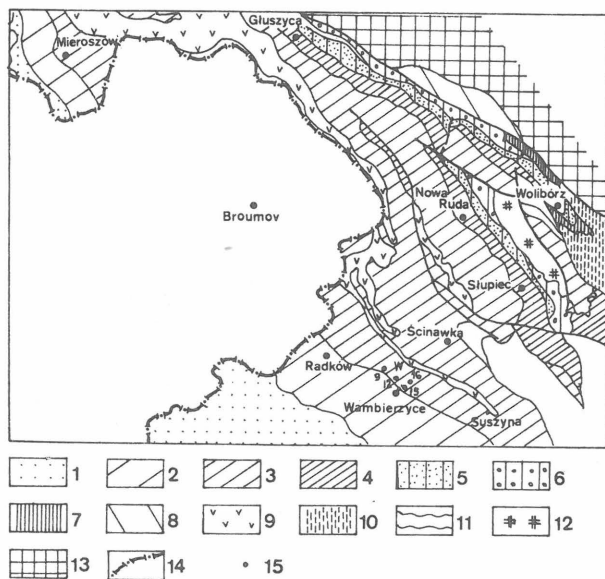 Głuszyca
Mieroszów
Wolibórz
Nowa
Ruda
Broumov
Słupiec
Ścinawka
Radków
W
9
16
12
15
Wambierzyce
Suszyna
1 2 3 4 5 6
7 8 9 10 11 12
13 14 15